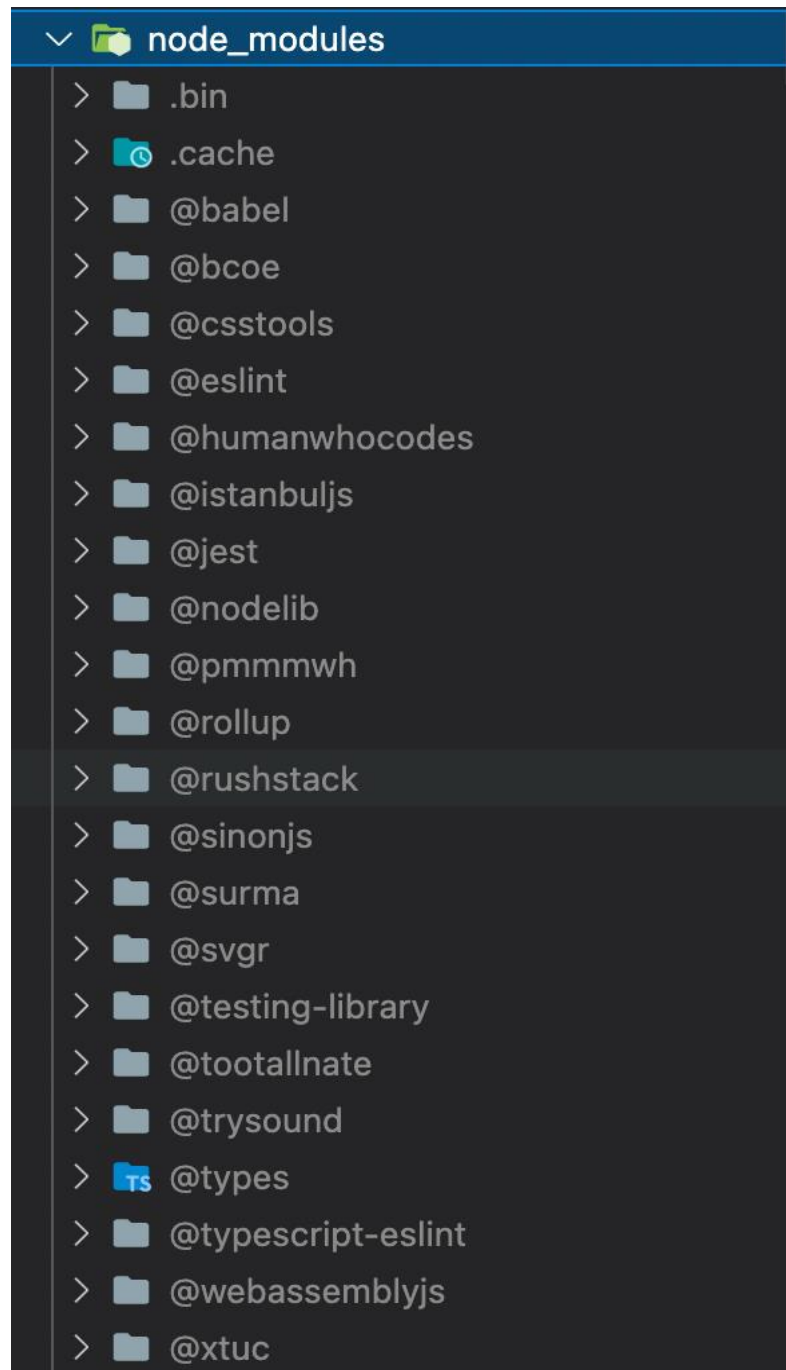 node_modules
.bin
.cache
@babel
@bcoe
@csstools
@eslint
@humanwhocodes
@istanbuljs
@jest
@nodelib
@pmmmwh
@rollup
@rushstack
@sinonjs
@surma
@svgr
@testing-library
@tootallnate
@trysound
TS @types
@typescript-eslint
@webassemblyjs
@xtuc